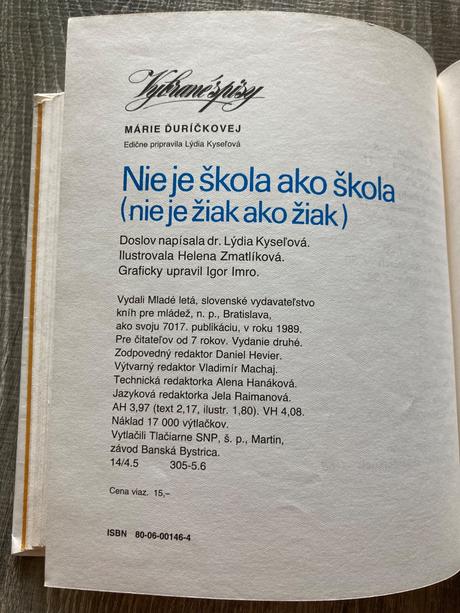 Vybrané spisy
MÁRIE ĎURÍČKOVEJ
Edične pripravila Lýdia Kyseľová
Nie je škola ako škola
(nie je žiak ako žiak)
Doslov napísala dr. Lýdia Kyseľová.
Ilustrovala Helena Zmatlíková.
Graficky upravil Igor Imro.
Vydali Mladé letá, slovenské vydavateľstvo
kníh pre mládež, n. p., Bratislava,
ako svoju 7017. publikáciu, v roku 1989.
Pre čitateľov od 7 rokov. Vydanie druhé.
Zodpovedný redaktor Daniel Hevier.
Výtvarný redaktor Vladimír Machaj.
Technická redaktorka Alena Hanáková.
Jazyková redaktorka Jela Raimanová.
AH 3,97 (text 2,17, ilustr. 1,80). VH 4,08.
Náklad 17 000 výtlačkov.
Vytlačili Tlačiarne SNP, š. p., Martin,
závod Banská Bystrica.
14/4.5 305-5.6
Cena viaz. 15,–
ISBN 80-06-00146-4